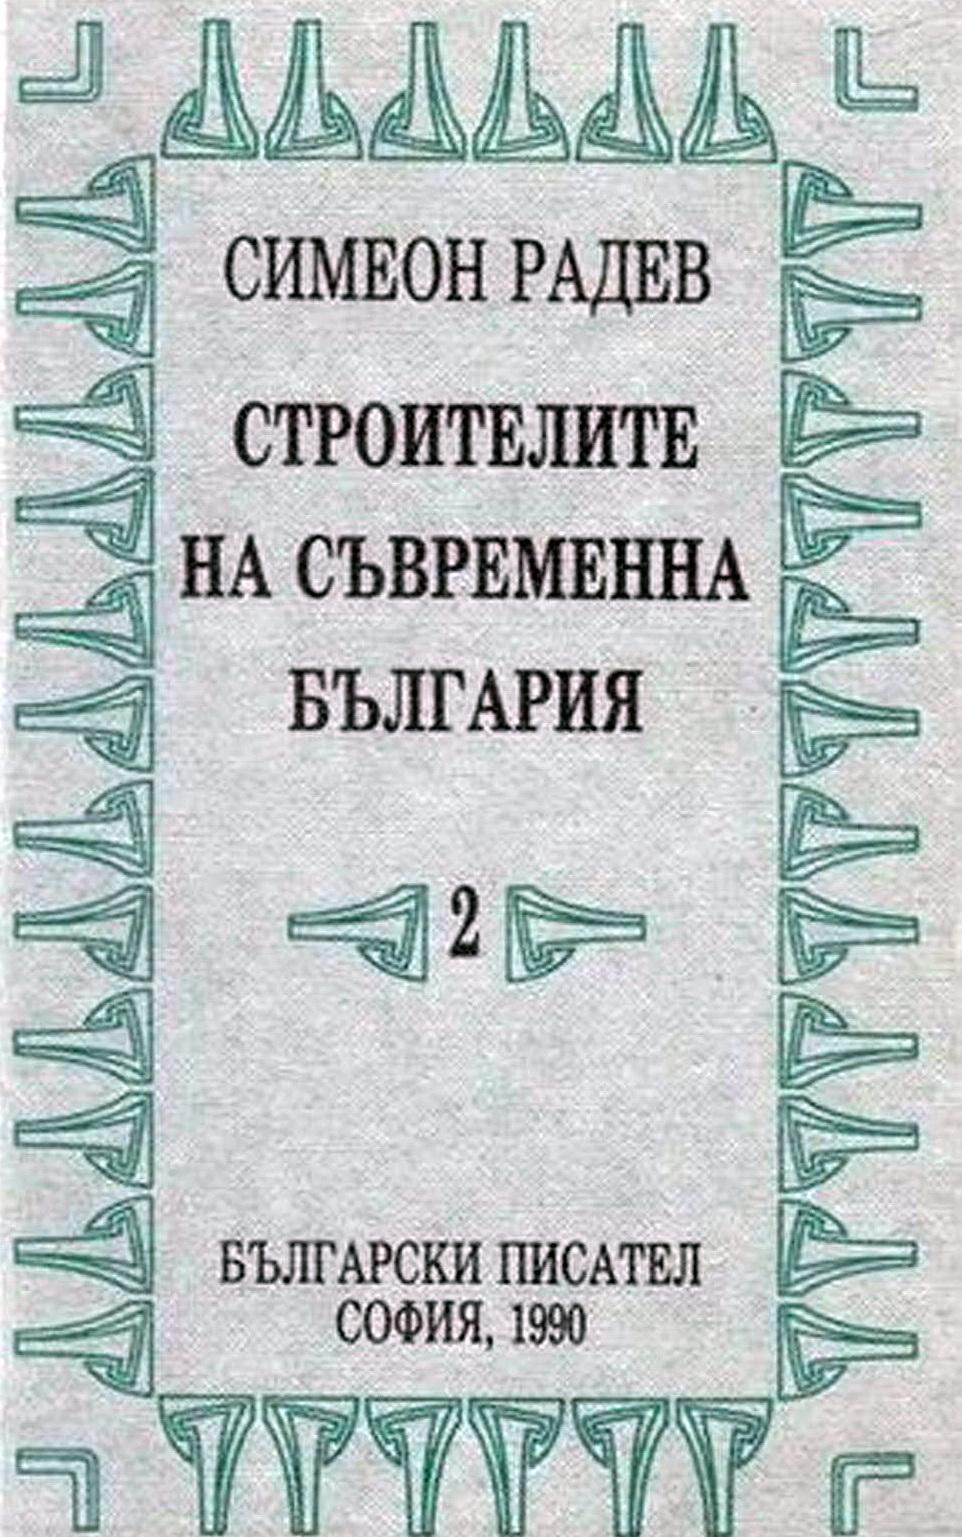 СИМЕОН РАДЕВ
СТРОИТЕЛИТЕ
НА СЪВРЕМЕННА
БЪЛГАРИЯ
2
БЪЛГАРСКИ ПИСАТЕЛ
СОФИЯ, 1990